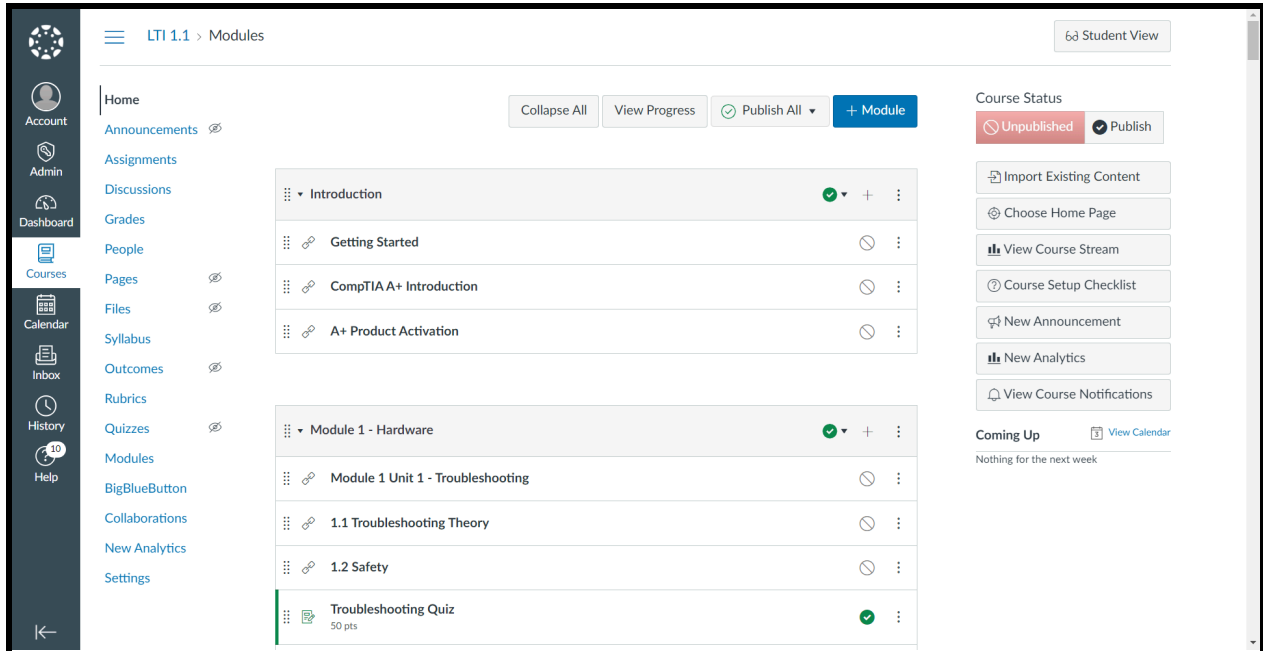 LTI 1.1 > Modules
Student View
Account
Admin
Dashboard
Courses
Calendar
Inbox
History
10
Help
Home
Announcements
Assignments
Discussions
Grades
People
Pages
Files
Syllabus
Outcomes
Rubrics
Quizzes
Modules
BigBlueButton
Collaborations
New Analytics
Settings
Collapse All
View Progress
Publish All
+ Module
Introduction
Getting Started
CompTIA A+ Introduction
A+ Product Activation
Module 1 - Hardware
Module 1 Unit 1 - Troubleshooting
1.1 Troubleshooting Theory
1.2 Safety
Troubleshooting Quiz
50 pts
Course Status
Unpublished
Publish
Import Existing Content
Choose Home Page
View Course Stream
Course Setup Checklist
New Announcement
New Analytics
View Course Notifications
Coming Up
3 View Calendar
Nothing for the next week